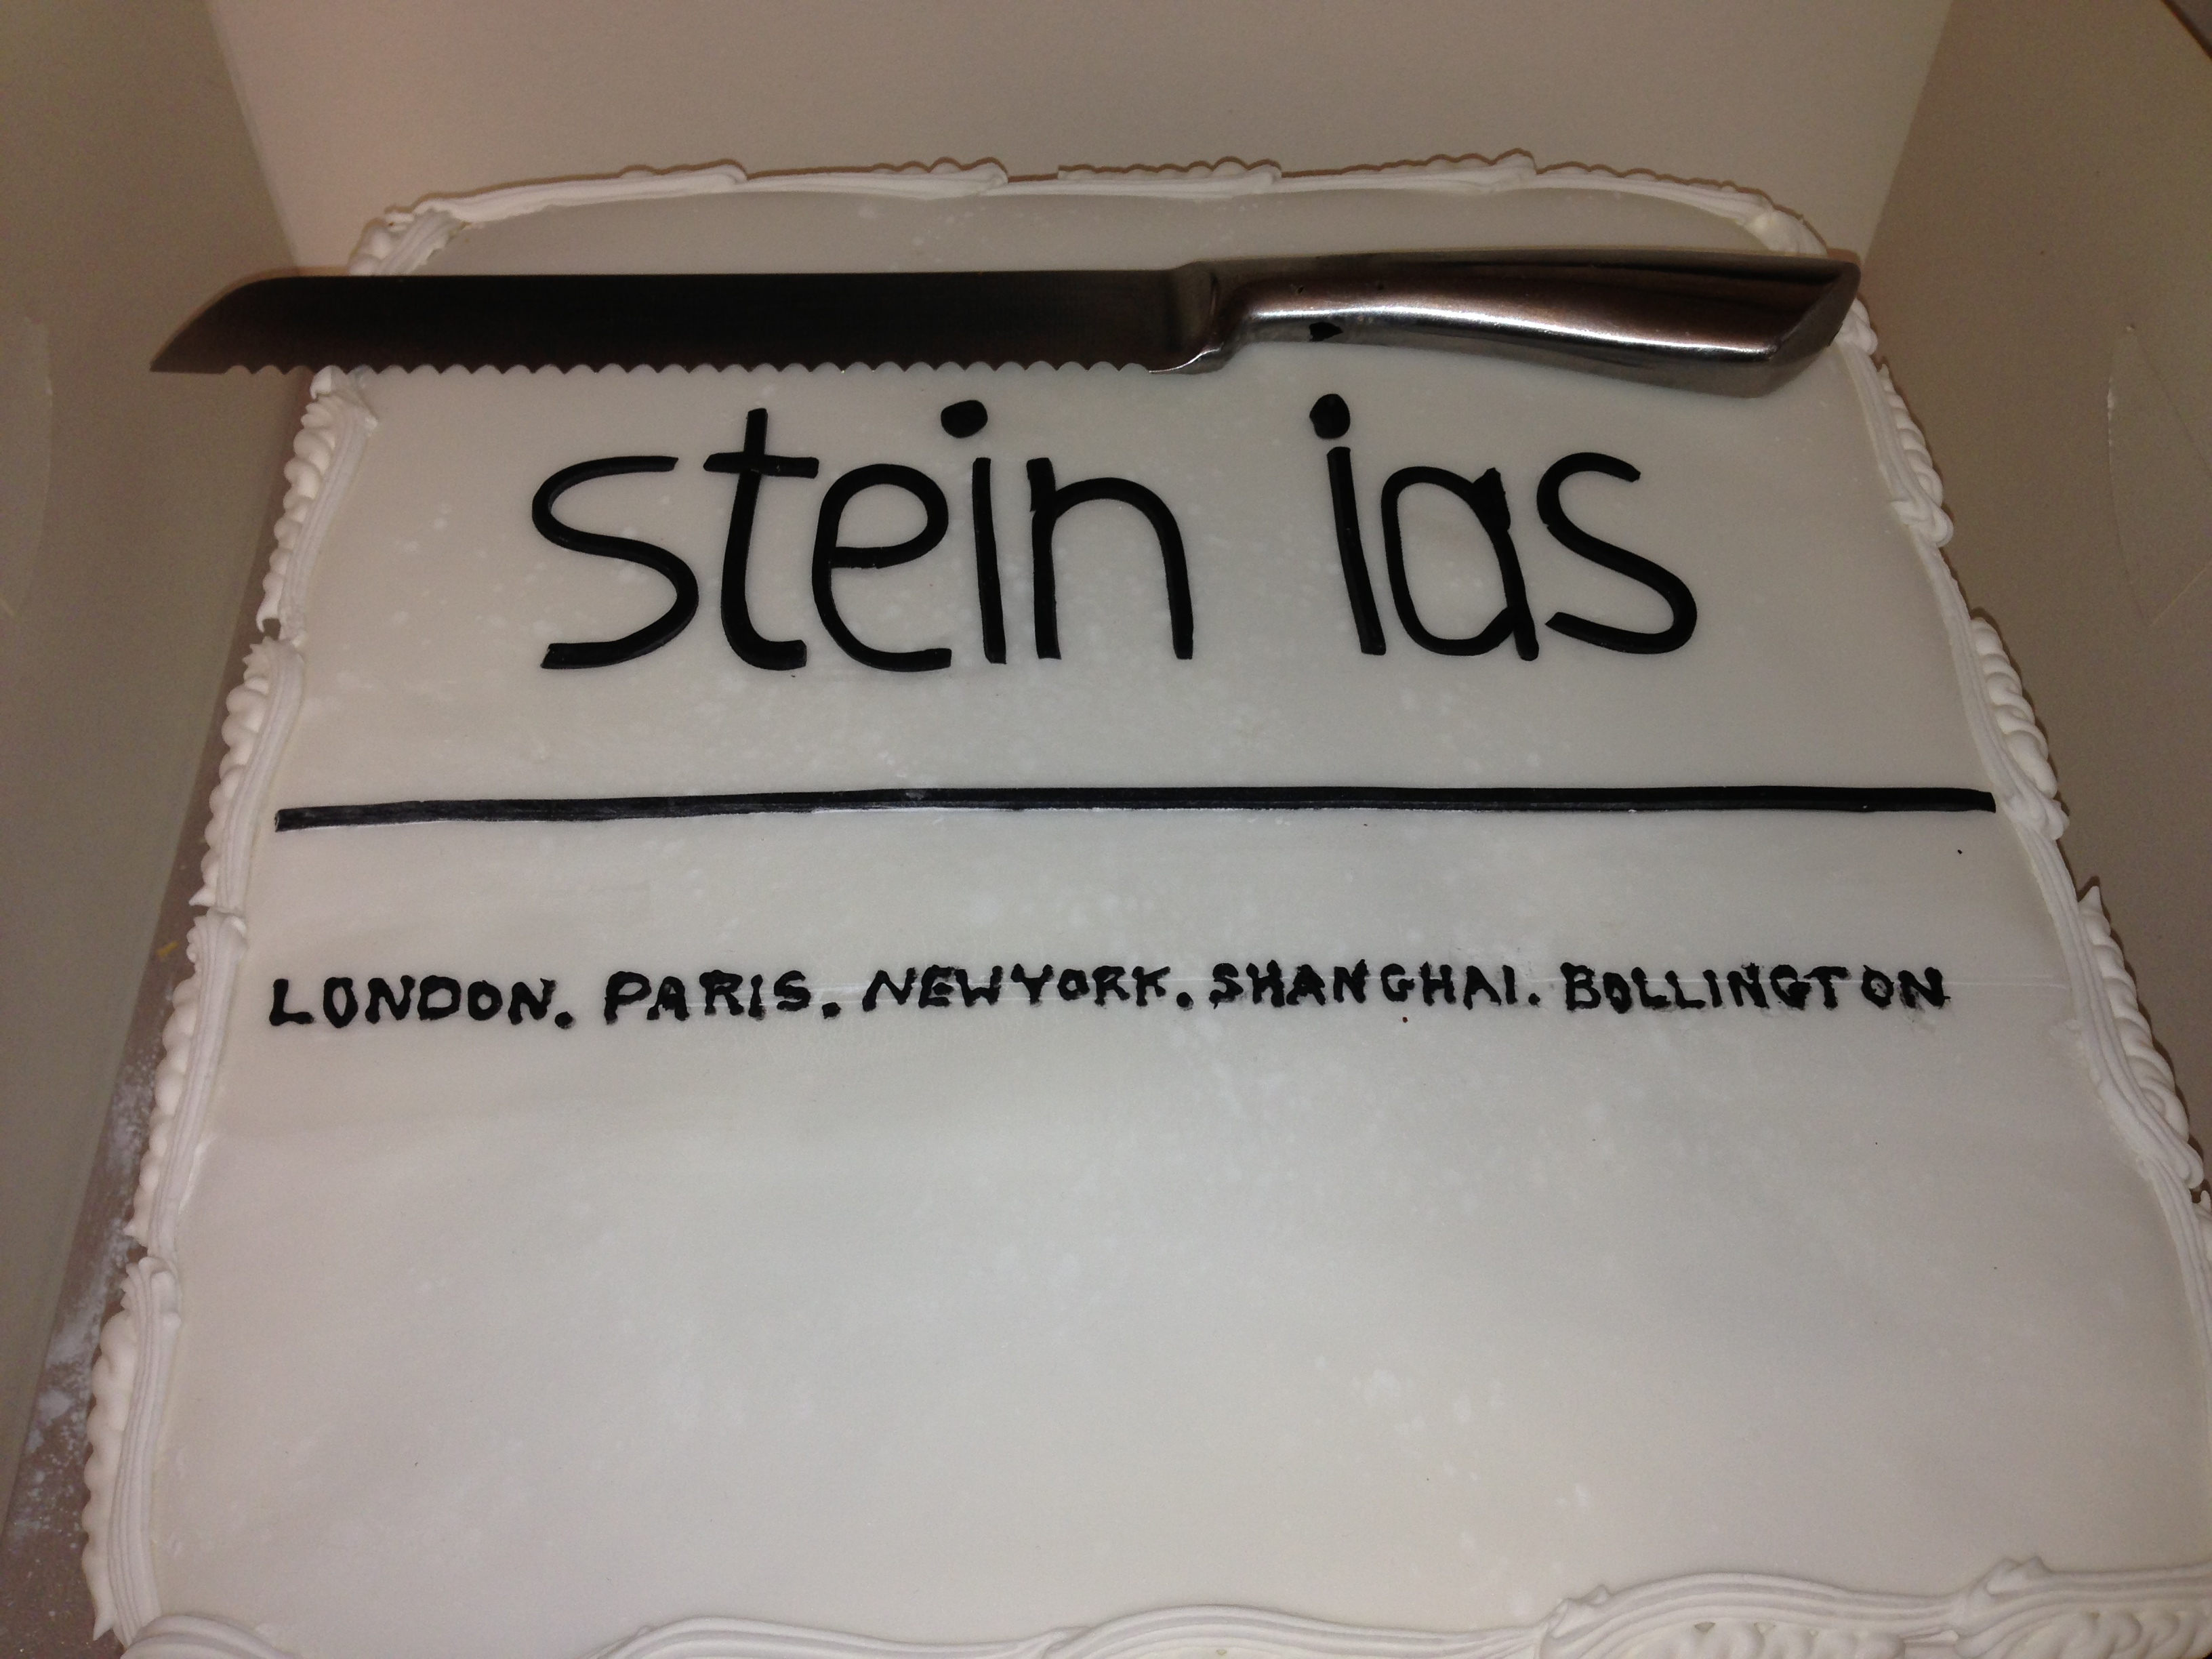 stein ias
LONDON. PARIS. NEWYORK. SHANGHAI. BOLLINGTON